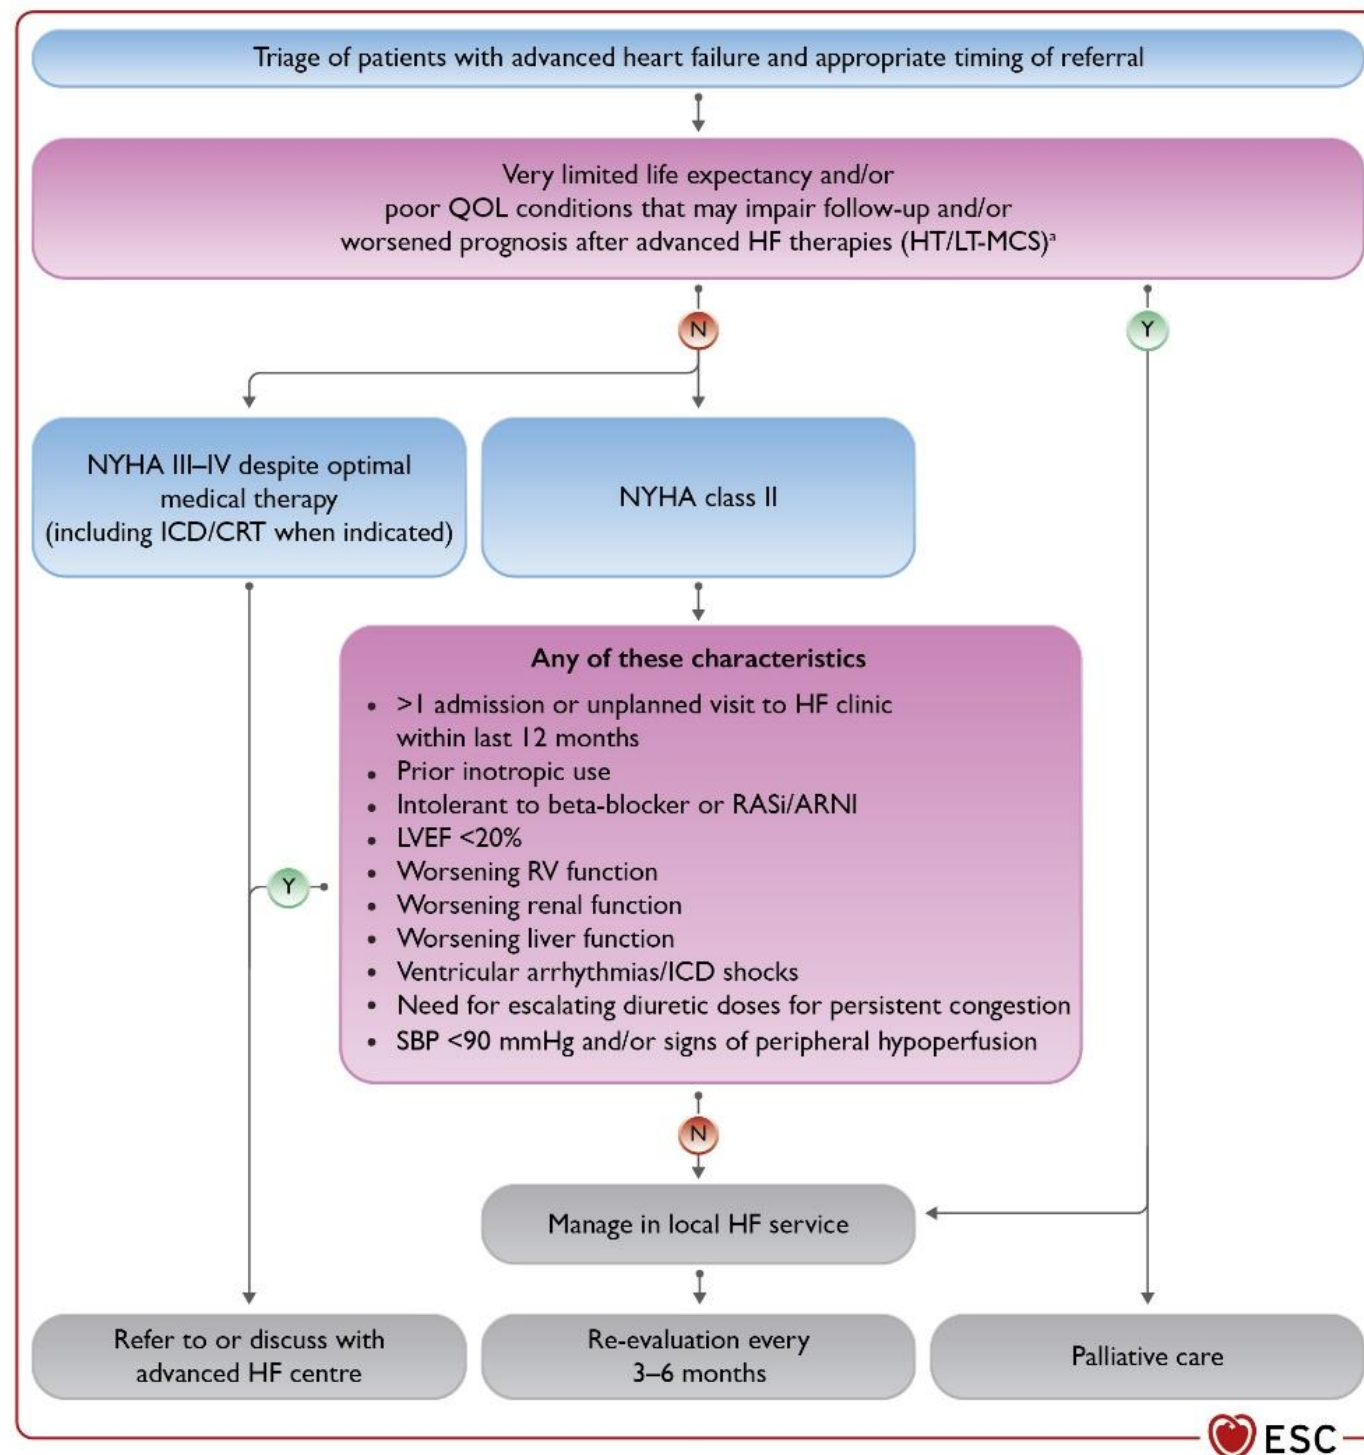 Triage of patients with advanced heart failure and appropriate timing of referral
Very limited life expectancy and/or
poor QOL conditions that may impair follow-up and/or
worsened prognosis after advanced HF therapies (HT/LT-MCS)ᵃ
N
Y
NYHA III–IV despite optimal
medical therapy
(including ICD/CRT when indicated)
NYHA class II
Any of these characteristics
• >1 admission or unplanned visit to HF clinic
within last 12 months
• Prior inotropic use
• Intolerant to beta-blocker or RASi/ARNI
• LVEF <20%
• Worsening RV function
• Worsening renal function
• Worsening liver function
• Ventricular arrhythmias/ICD shocks
• Need for escalating diuretic doses for persistent congestion
• SBP <90 mmHg and/or signs of peripheral hypoperfusion
Y
N
Manage in local HF service
Refer to or discuss with
advanced HF centre
Re-evaluation every
3–6 months
Palliative care
ESC